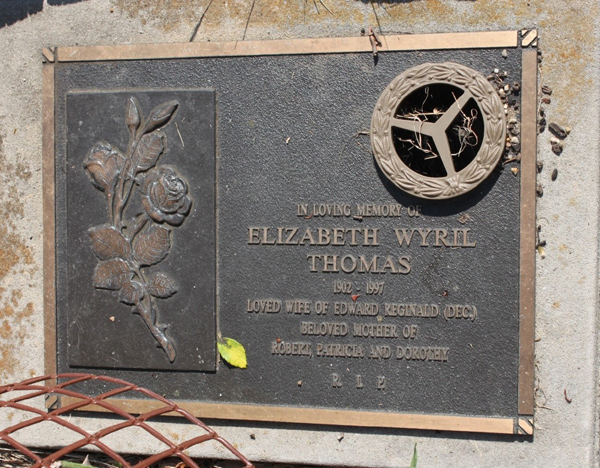 IN LOVING MEMORY OF
ELIZABETH WYRIL
THOMAS
1902 - 1997
LOVED WIFE OF EDWARD REGINALD (DEC.)
BELOVED MOTHER OF
ROBERT, PATRICIA AND DOROTHY
R. I. P.